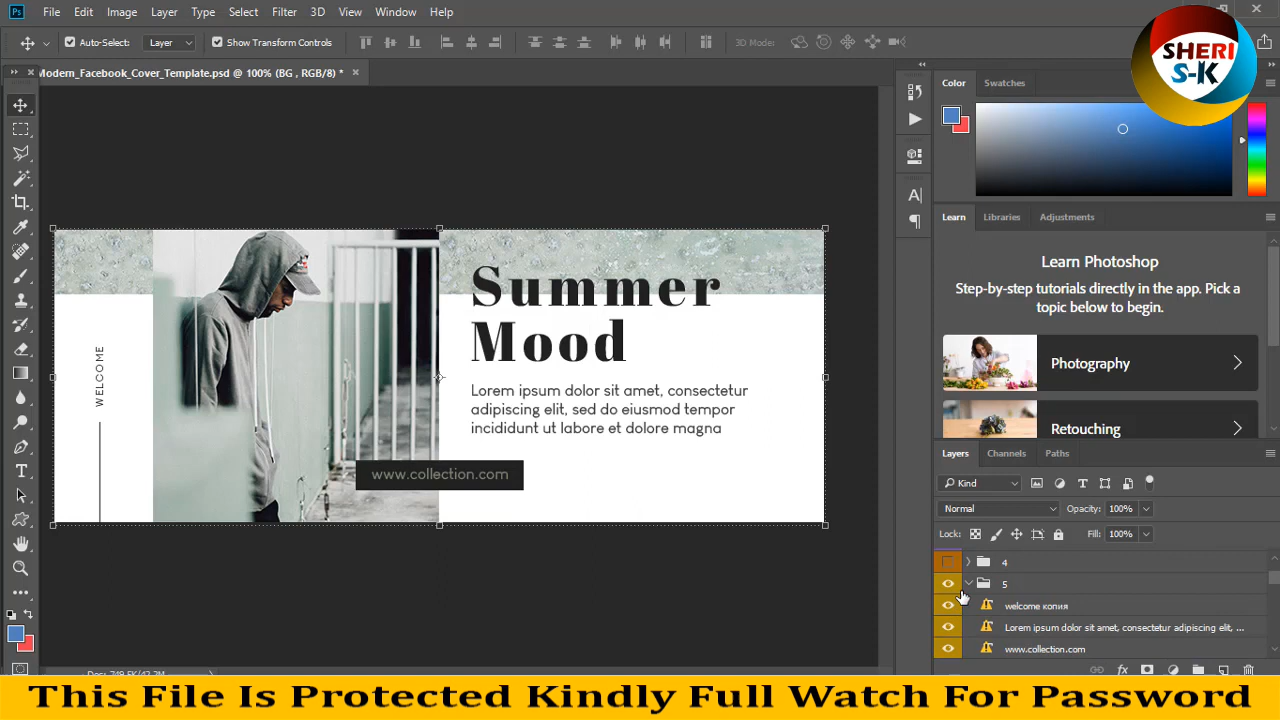 Ps File Edit Image Layer Type Select Filter 3D View Window Help
Auto-Select: Layer Show Transform Controls 3D Mode:
SHERI
S-K
Modern_Facebook_Cover_Template.psd @ 100% (BG , RGB/8) *
Color Swatches
Learn Libraries Adjustments
Learn Photoshop
Step-by-step tutorials directly in the app. Pick a
topic below to begin.
Photography
Retouching
Summer
Mood
WELCOME
Lorem ipsum dolor sit amet, consectetur
adipiscing elit, sed do eiusmod tempor
incididunt ut labore et dolore magna
www.collection.com
Layers Channels Paths
Kind
Normal Opacity: 100%
Lock: Fill: 100%
4
5
welcome копия
Lorem ipsum dolor sit amet, consectetur adipiscing elit, ...
www.collection.com
This File Is Protected Kindly Full Watch For Password